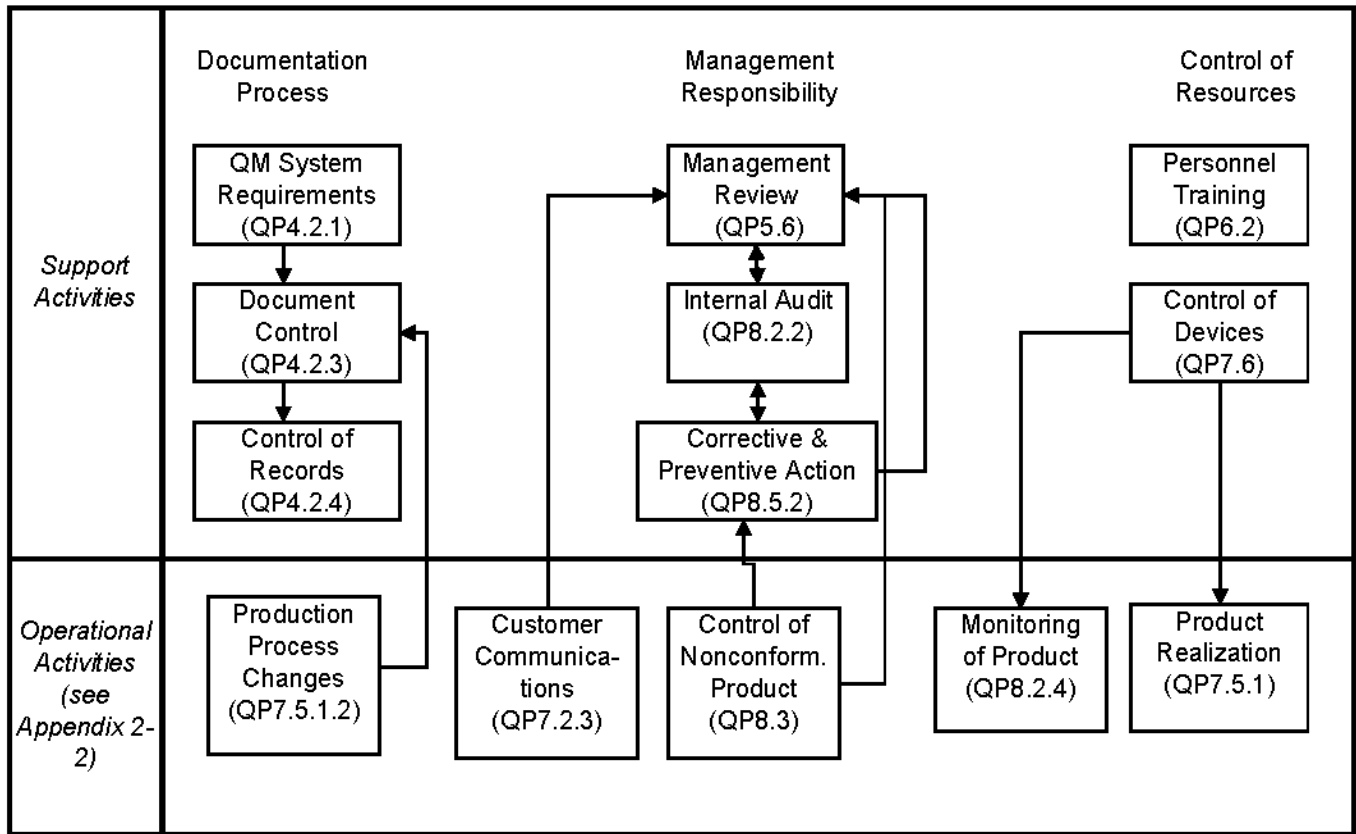 Documentation
Process
Management
Responsibility
Control of
Resources
Support
Activities
QM System
Requirements
(QP4.2.1)
Management
Review
(QP5.6)
Personnel
Training
(QP6.2)
Document
Control
(QP4.2.3)
Internal Audit
(QP8.2.2)
Control of
Devices
(QP7.6)
Control of
Records
(QP4.2.4)
Corrective &
Preventive Action
(QP8.5.2)
Operational
Activities
(see
Appendix 2-
2)
Production
Process
Changes
(QP7.5.1.2)
Customer
Communica-
tions
(QP7.2.3)
Control of
Nonconform.
Product
(QP8.3)
Monitoring
of Product
(QP8.2.4)
Product
Realization
(QP7.5.1)